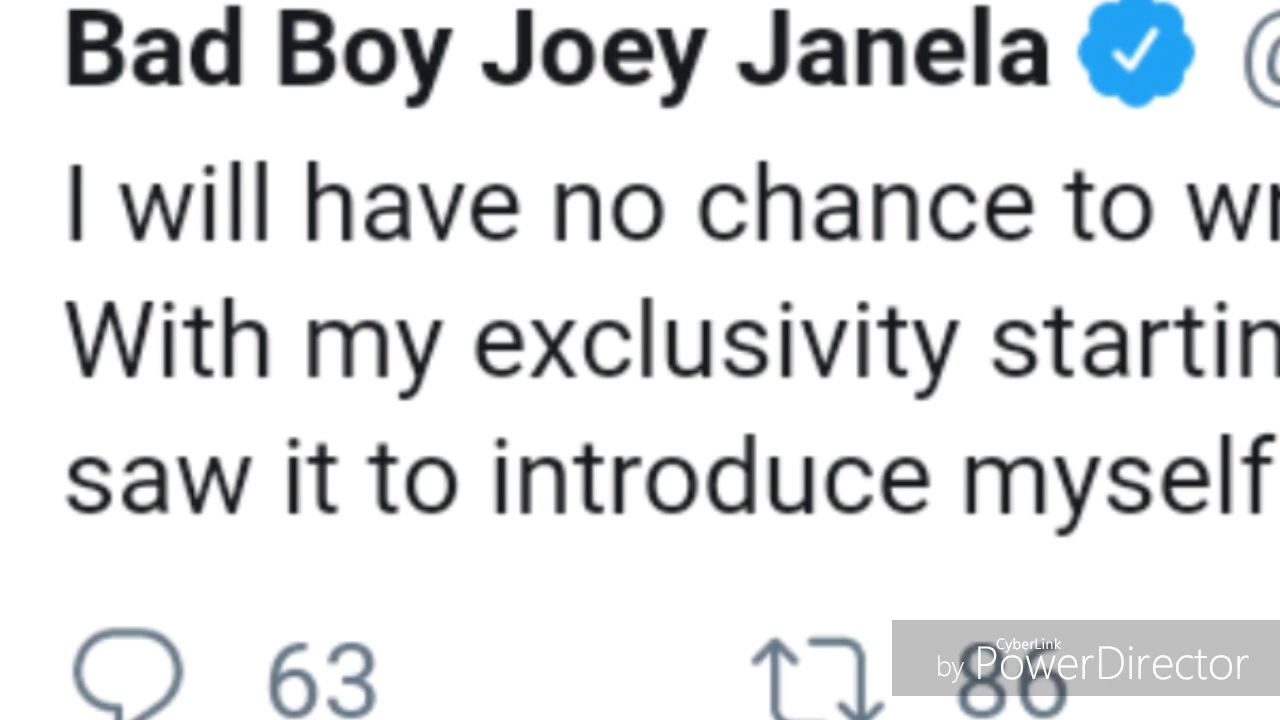 Bad Boy Joey Janela @
I will have no chance to
With my exclusivity
saw it to introduce myself
63 86
CyberLink
by PowerDirector